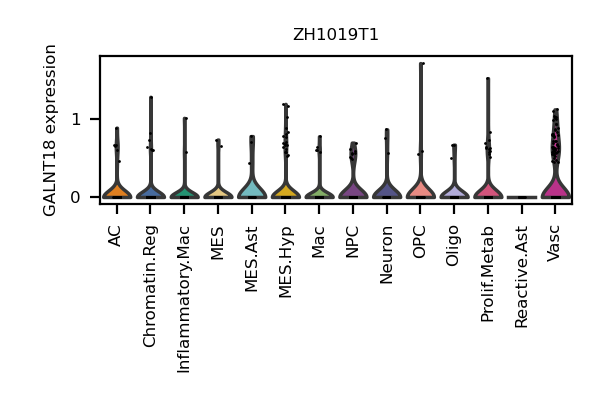 ZH1019T1
GALNT18 expression
1
0
AC
Chromatin.Reg
Inflammatory.Mac
MES
MES.Ast
MES.Hyp
Mac
NPC
Neuron
OPC
Oligo
Prolif.Metab
Reactive.Ast
Vasc